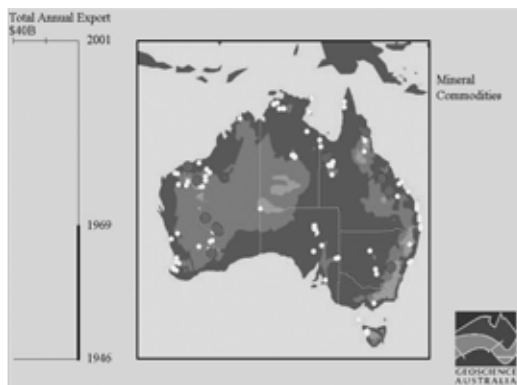 Total Annual Export
$40B
2001
Mineral
Commodities
1969
1946
GEOSCIENCE
AUSTRALIA